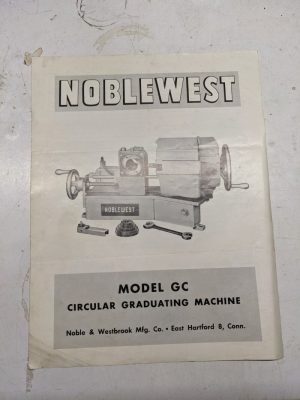 NOBLEWEST
NOBLEWEST
MODEL GC
CIRCULAR GRADUATING MACHINE
Noble & Westbrook Mfg. Co. • East Hartford 8, Conn.